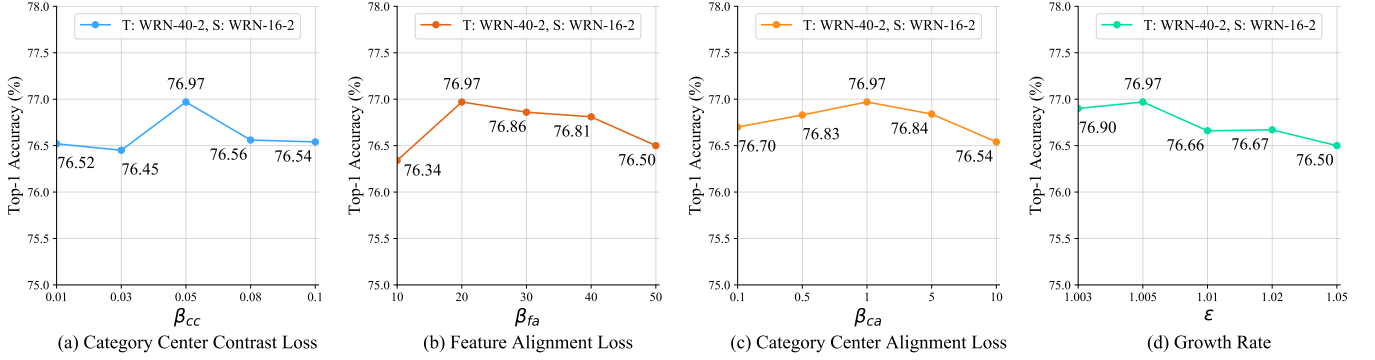 T: WRN-40-2, S: WRN-16-2
78.0
77.5
77.0
76.5
76.0
75.5
75.0
Top-1 Accuracy (%)
76.52
76.45
76.97
76.56
76.54
0.01 0.03 0.05 0.08 0.1
β_cc
(a) Category Center Contrast Loss
T: WRN-40-2, S: WRN-16-2
78.0
77.5
77.0
76.5
76.0
75.5
75.0
Top-1 Accuracy (%)
76.34
76.97
76.86
76.81
76.50
10 20 30 40 50
β_fa
(b) Feature Alignment Loss
T: WRN-40-2, S: WRN-16-2
78.0
77.5
77.0
76.5
76.0
75.5
75.0
Top-1 Accuracy (%)
76.70
76.83
76.97
76.84
76.54
0.1 0.5 1 5 10
β_ca
(c) Category Center Alignment Loss
T: WRN-40-2, S: WRN-16-2
78.0
77.5
77.0
76.5
76.0
75.5
75.0
Top-1 Accuracy (%)
76.90
76.97
76.66
76.67
76.50
1.003 1.005 1.01 1.02 1.05
ε
(d) Growth Rate